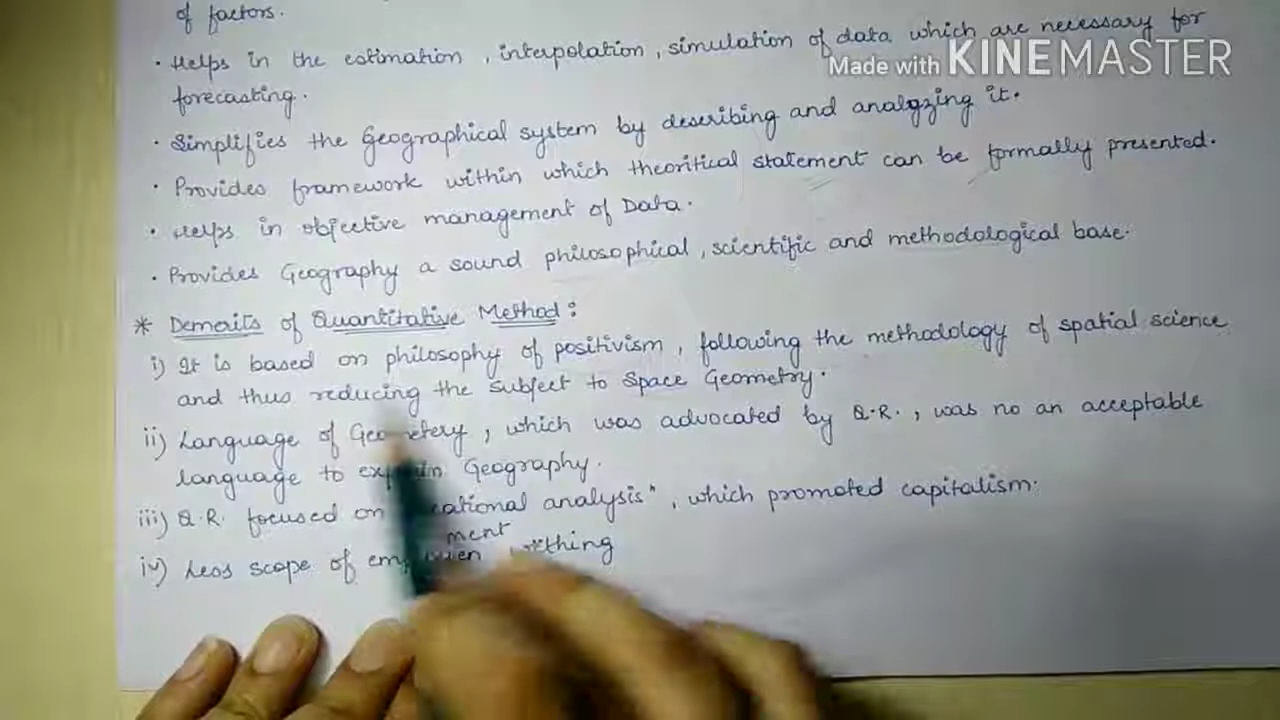 of factors.
• Helps in the estimation, interpolation, simulation of data which are necessary for
Made with KINEMASTER
forecasting.
• Simplifies the Geographical system by describing and analyzing it.
• Provides framework within which theoritical statement can be formally presented.
• Helps in objective management of Data.
• Provides Geography a sound philosophical, scientific and methodological base.
* Demerits of Quantitative Method:
i) It is based on philosophy of positivism, following the methodology of spatial science
and thus reducing the subject to Space Geometry.
ii) Language of Geometery, which was advocated by Q.R., was no an acceptable
language to explain Geography.
iii) Q.R. focused on analysis", which promoted capitalism.
ment
iv) Less scope of